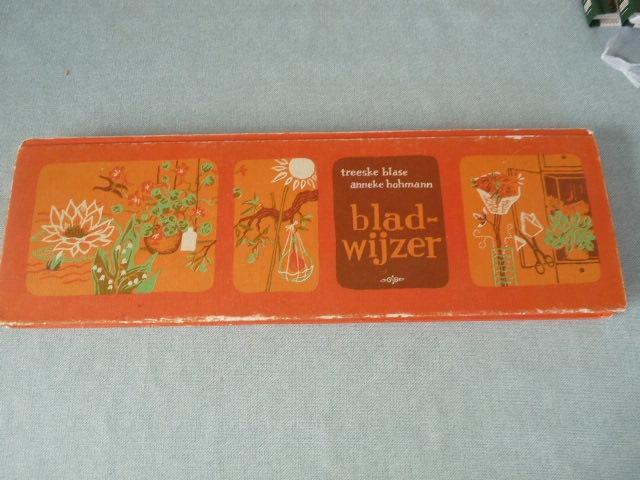 treeske blase
anneke hohmann
blad-
wijzer